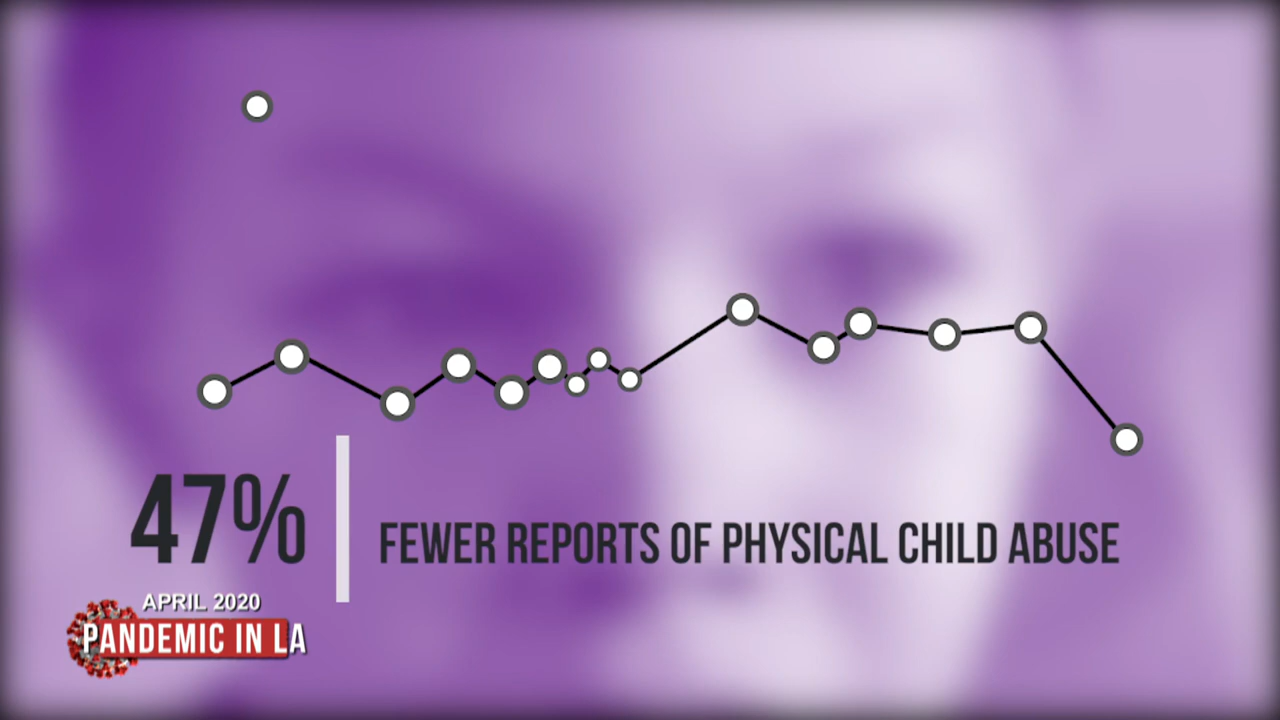 47%
FEWER REPORTS OF PHYSICAL CHILD ABUSE
APRIL 2020
PANDEMIC IN LA